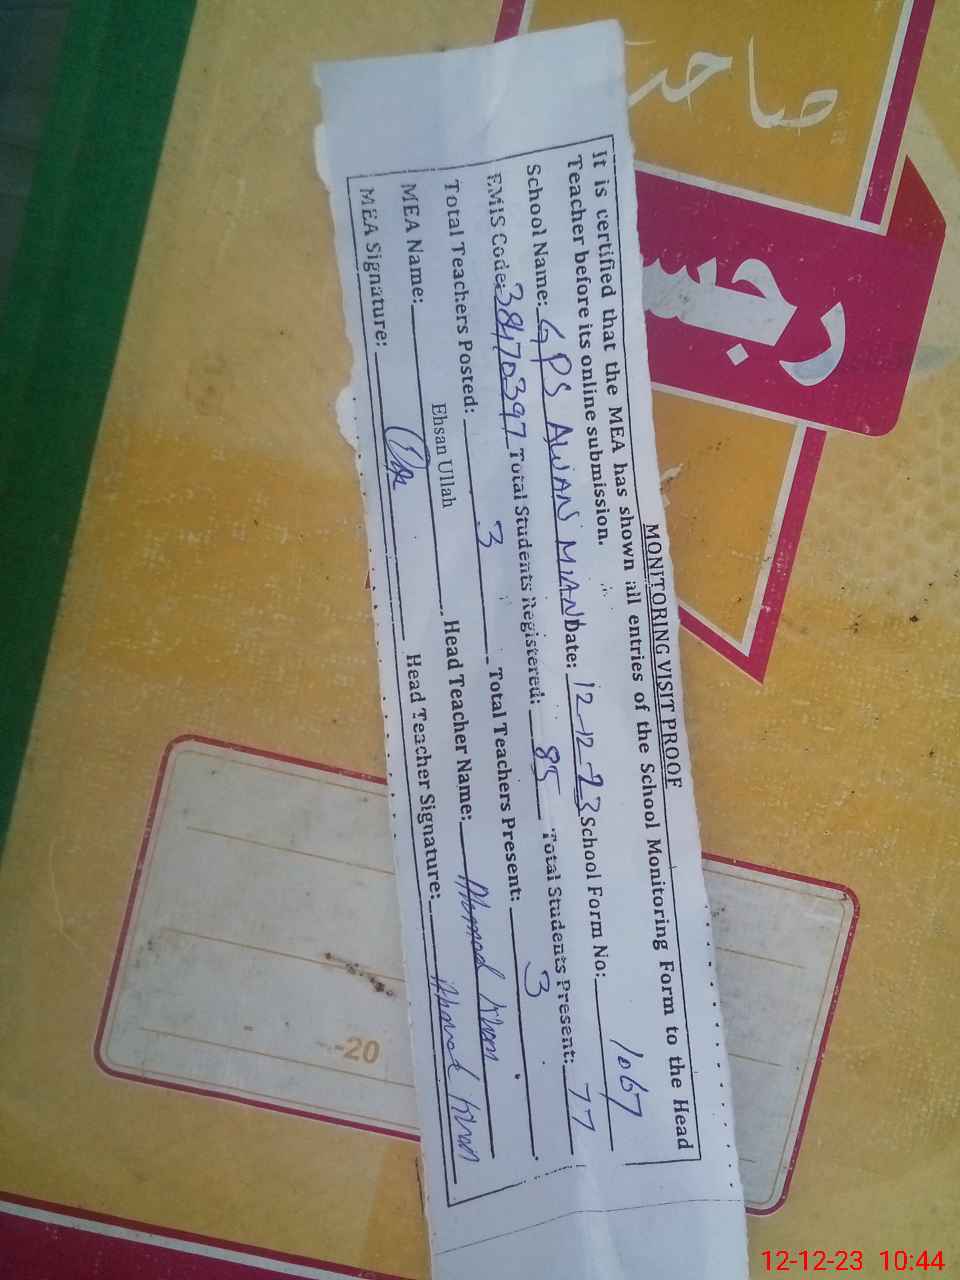 MONITORING VISIT PROOF
It is certified that the MEA has shown all entries of the School Monitoring Form to the Head
Teacher before its online submission.
School Name: GPS AWAN MIANI Date: 12-12-23 School Form No: 1067
EMIS Code: 38470397 Total Students Registered: 85 Total Students Present: 77
Total Teachers Posted: 3 Total Teachers Present: 3
MEA Name: Ehsan Ullah Head Teacher Name: Ahmad Khan
MEA Signature: Head Teacher Signature: Ahmad Khan
-20
12-12-23 10:44